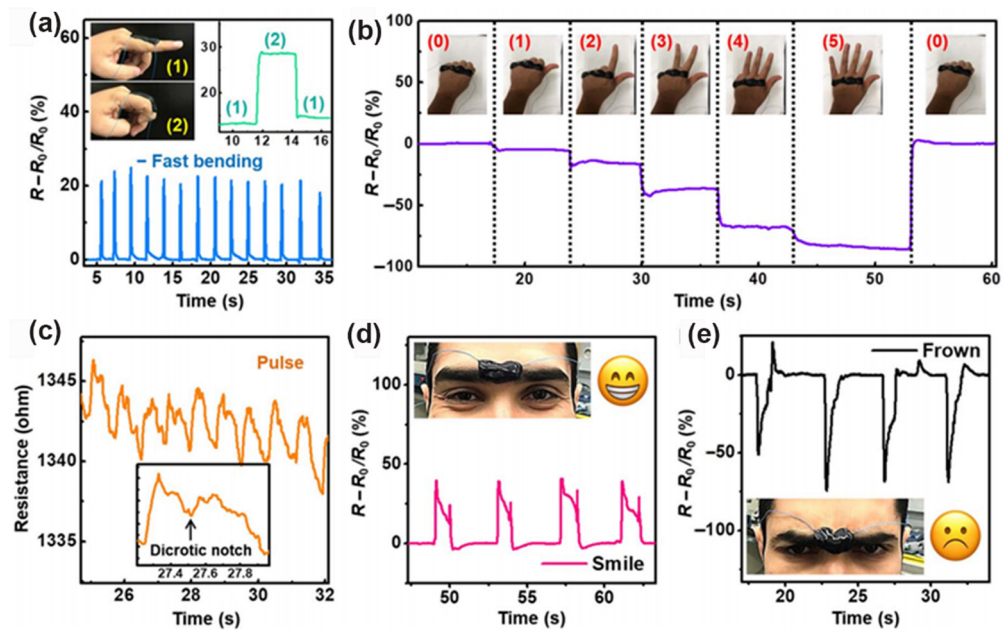 (a)
R−R0/R0 (%)
60
40
20
0
5 10 15 20 25 30 35
Time (s)
(1)
(2)
30
20
(1)
(2)
(1)
10 12 14 16
− Fast bending
(b)
R−R0/R0 (%)
100
50
0
−50
−100
20 30 40 50 60
Time (s)
(0) (1) (2) (3) (4) (5) (0)
(c)
Pulse
Resistance (ohm)
1345
1340
1335
26 28 30 32
Time (s)
Dicrotic notch
27.4 27.6 27.8
(d)
R−R0/R0 (%)
100
50
0
50 55 60
Time (s)
Smile
(e)
Frown
R−R0/R0 (%)
0
−50
−100
20 25 30
Time (s)